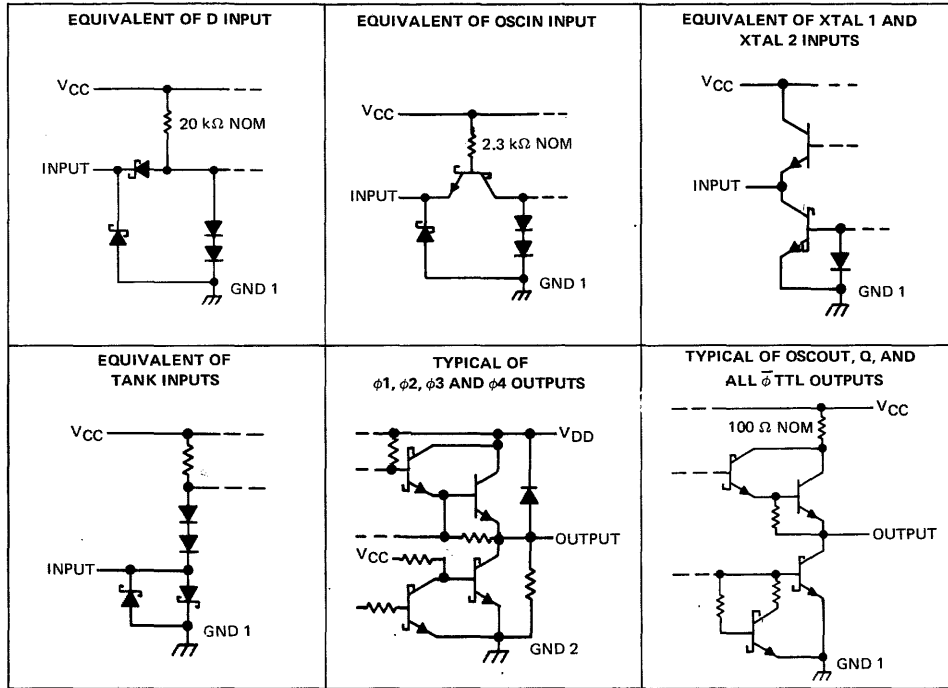 EQUIVALENT OF D INPUT
VCC
20 kΩ NOM
INPUT
GND 1
EQUIVALENT OF OSCIN INPUT
VCC
2.3 kΩ NOM
INPUT
GND 1
EQUIVALENT OF XTAL 1 AND
XTAL 2 INPUTS
VCC
INPUT
GND 1
EQUIVALENT OF
TANK INPUTS
VCC
INPUT
GND 1
TYPICAL OF
ϕ1, ϕ2, ϕ3 AND ϕ4 OUTPUTS
VDD
OUTPUT
VCC
GND 2
TYPICAL OF OSCOUT, Q, AND
ALL ϕ̅ TTL OUTPUTS
VCC
100 Ω NOM
OUTPUT
GND 1